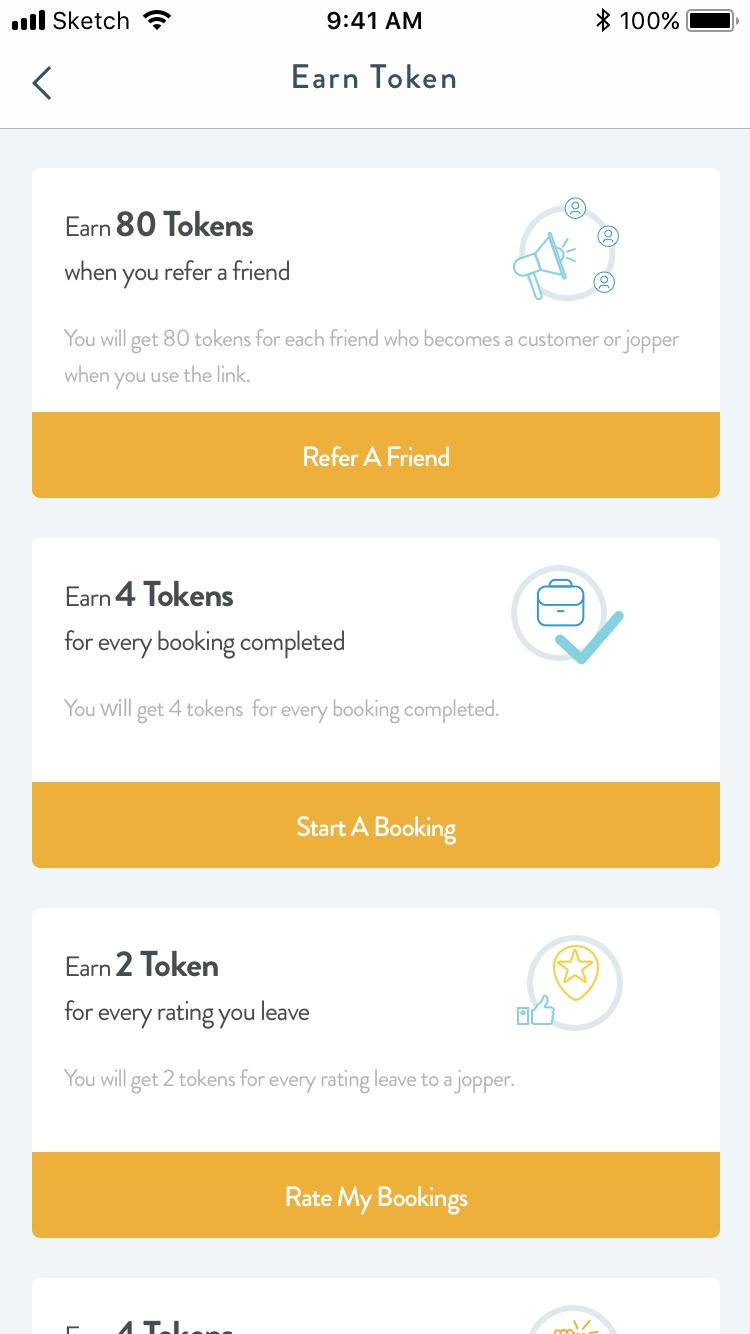 Sketch 9:41 AM 100%
Earn Token
Earn 80 Tokens
when you refer a friend
You will get 80 tokens for each friend who becomes a customer or jopper
when you use the link.
Refer A Friend
Earn 4 Tokens
for every booking completed
You will get 4 tokens for every booking completed.
Start A Booking
Earn 2 Token
for every rating you leave
You will get 2 tokens for every rating leave to a jopper.
Rate My Bookings
Earn 4 Tokens